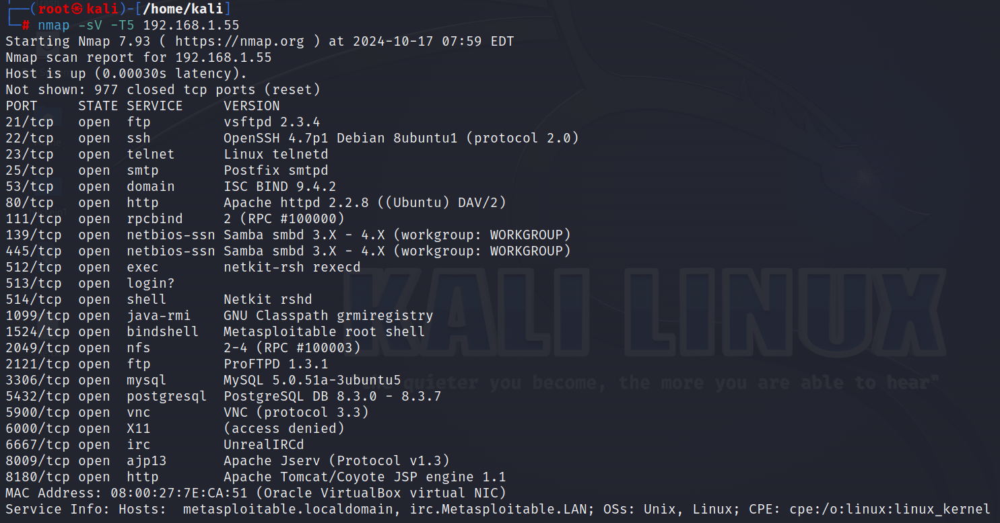 ┌──(root㉿kali)-[/home/kali]
└─# nmap -sV -T5 192.168.1.55
Starting Nmap 7.93 ( https://nmap.org ) at 2024-10-17 07:59 EDT
Nmap scan report for 192.168.1.55
Host is up (0.00030s latency).
Not shown: 977 closed tcp ports (reset)
PORT     STATE SERVICE     VERSION
21/tcp   open  ftp         vsftpd 2.3.4
22/tcp   open  ssh         OpenSSH 4.7p1 Debian 8ubuntu1 (protocol 2.0)
23/tcp   open  telnet      Linux telnetd
25/tcp   open  smtp        Postfix smtpd
53/tcp   open  domain      ISC BIND 9.4.2
80/tcp   open  http        Apache httpd 2.2.8 ((Ubuntu) DAV/2)
111/tcp  open  rpcbind     2 (RPC #100000)
139/tcp  open  netbios-ssn Samba smbd 3.X - 4.X (workgroup: WORKGROUP)
445/tcp  open  netbios-ssn Samba smbd 3.X - 4.X (workgroup: WORKGROUP)
512/tcp  open  exec        netkit-rsh rexecd
513/tcp  open  login?
514/tcp  open  shell       Netkit rshd
1099/tcp open  java-rmi    GNU Classpath grmiregistry
1524/tcp open  bindshell   Metasploitable root shell
2049/tcp open  nfs         2-4 (RPC #100003)
2121/tcp open  ftp         ProFTPD 1.3.1
3306/tcp open  mysql       MySQL 5.0.51a-3ubuntu5
5432/tcp open  postgresql  PostgreSQL DB 8.3.0 - 8.3.7
5900/tcp open  vnc         VNC (protocol 3.3)
6000/tcp open  X11         (access denied)
6667/tcp open  irc         UnrealIRCd
8009/tcp open  ajp13       Apache Jserv (Protocol v1.3)
8180/tcp open  http        Apache Tomcat/Coyote JSP engine 1.1
MAC Address: 08:00:27:7E:CA:51 (Oracle VirtualBox virtual NIC)
Service Info: Hosts:  metasploitable.localdomain, irc.Metasploitable.LAN; OSs: Unix, Linux; CPE: cpe:/o:linux:linux_kernel
KALI LINUX
the quieter you become, the more you are able to hear"